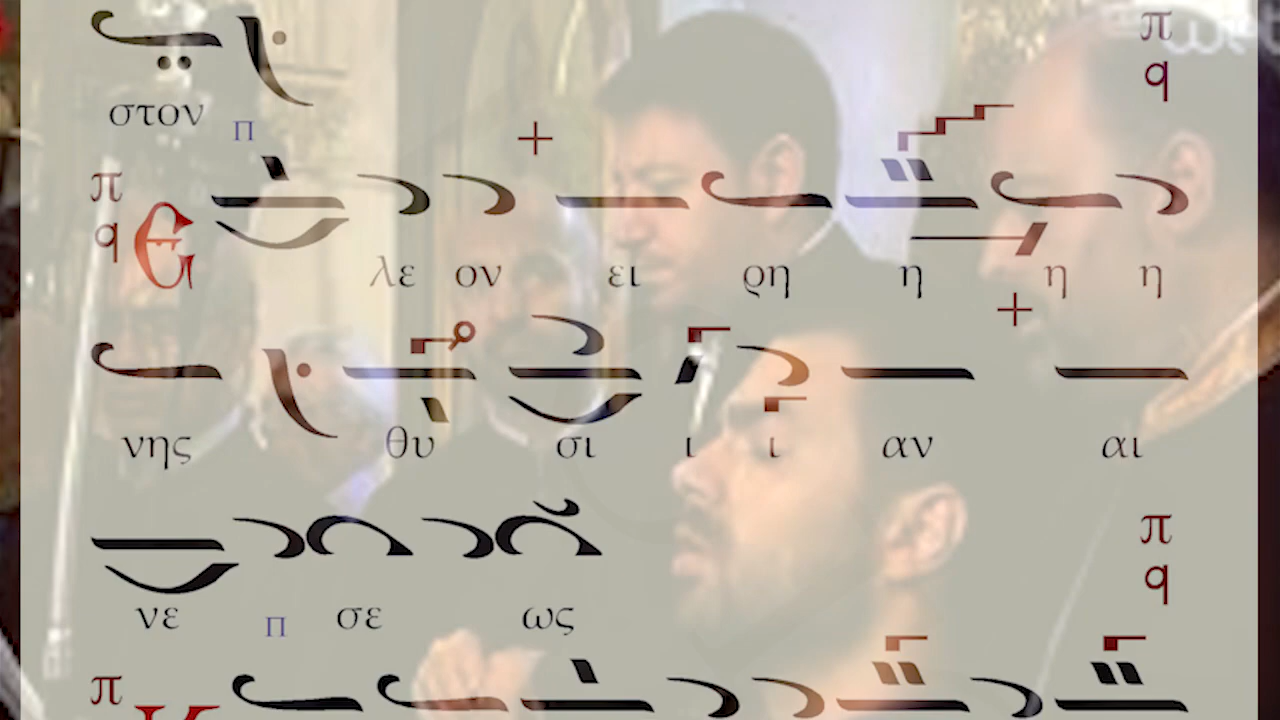 στον π
q
π
π q Ε λε ον ει ρη η η η
νης θυ σι ι ι αν αι
νε π σε ως π
q
π